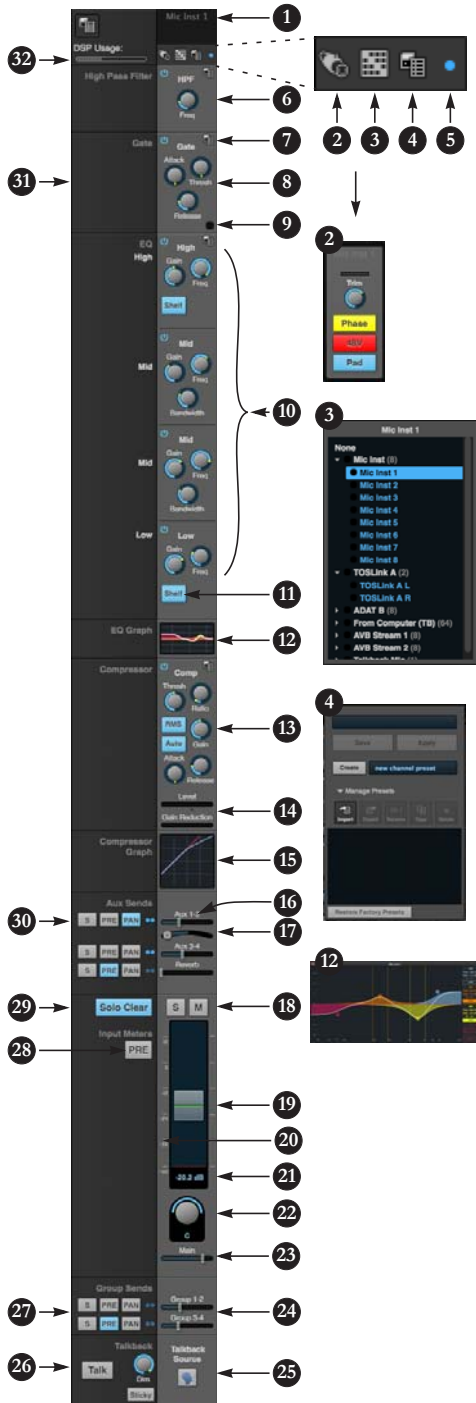 Mic Inst 1
1
DSP Usage:
32
2
3
4
5
High Pass Filter
HPF
Freq
6
Gate
Gate
7
Attack
Thresh
8
31
Release
9
EQ
High
High
Gain
Freq
Shelf
Mid
Mid
Gain
Freq
Bandwidth
10
Mid
Mid
Gain
Freq
Bandwidth
Low
Low
Gain
Freq
Shelf
11
EQ Graph
12
Compressor
Comp
Thresh
Ratio
RMS
Gain
13
Auto
Attack
Release
Level
14
Gain Reduction
Compressor
Graph
15
Aux Sends
16
30
S PRE PAN
Aux 1-2
17
S PRE PAN
Aux 3-4
S PRE PAN
Reverb
29
Solo Clear
S M
18
Input Meters
28
PRE
19
20
-20.2 dB
21
C
22
Main
23
Group Sends
27
S PRE PAN
Group 1-2
24
S PRE PAN
Group 3-4
Talkback
26
Talk
Dim
Sticky
Talkback
Source
25
2
Trim
Phase
48V
Pad
3
Mic Inst 1
None
Mic Inst (8)
Mic Inst 1
Mic Inst 2
Mic Inst 3
Mic Inst 4
Mic Inst 5
Mic Inst 6
Mic Inst 7
Mic Inst 8
TOSLink A (2)
TOSLink A L
TOSLink A R
ADAT B (8)
From Computer (TB) (64)
AVB Stream 1 (8)
AVB Stream 2 (8)
Talkback Mic (1)
4
Save
Apply
Create
new channel preset
Manage Presets
Import
Export
Rename
Copy
Delete
Restore Factory Presets
12